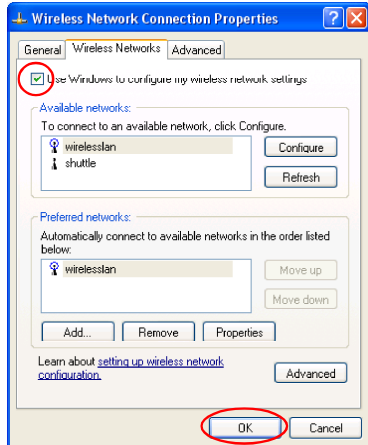 Wireless Network Connection Properties
General Wireless Networks Advanced
Use Windows to configure my wireless network settings
Available networks:
To connect to an available network, click Configure.
wirelesslan
shuttle
Configure
Refresh
Preferred networks:
Automatically connect to available networks in the order listed
below:
wirelesslan
Move up
Move down
Add... Remove Properties
Learn about setting up wireless network
configuration.
Advanced
OK Cancel